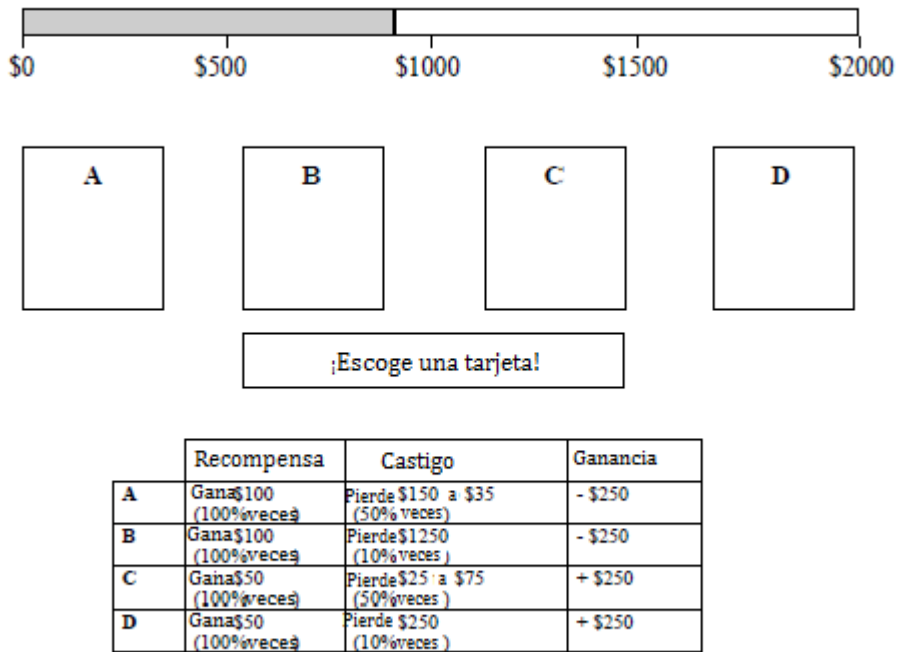 $0 $500 $1000 $1500 $2000
A B C D
¡Escoge una tarjeta!
Recompensa Castigo Ganancia
A Gana$100 Pierde $150 a $35 - $250
(100%veces) (50% veces)
B Gana$100 Pierde$1250 - $250
(100%veces) (10% veces)
C Gana$50 Pierde$25 a $75 + $250
(100%veces) (50%veces)
D Gana$50 Pierde $250 + $250
(100%veces) (10%veces)